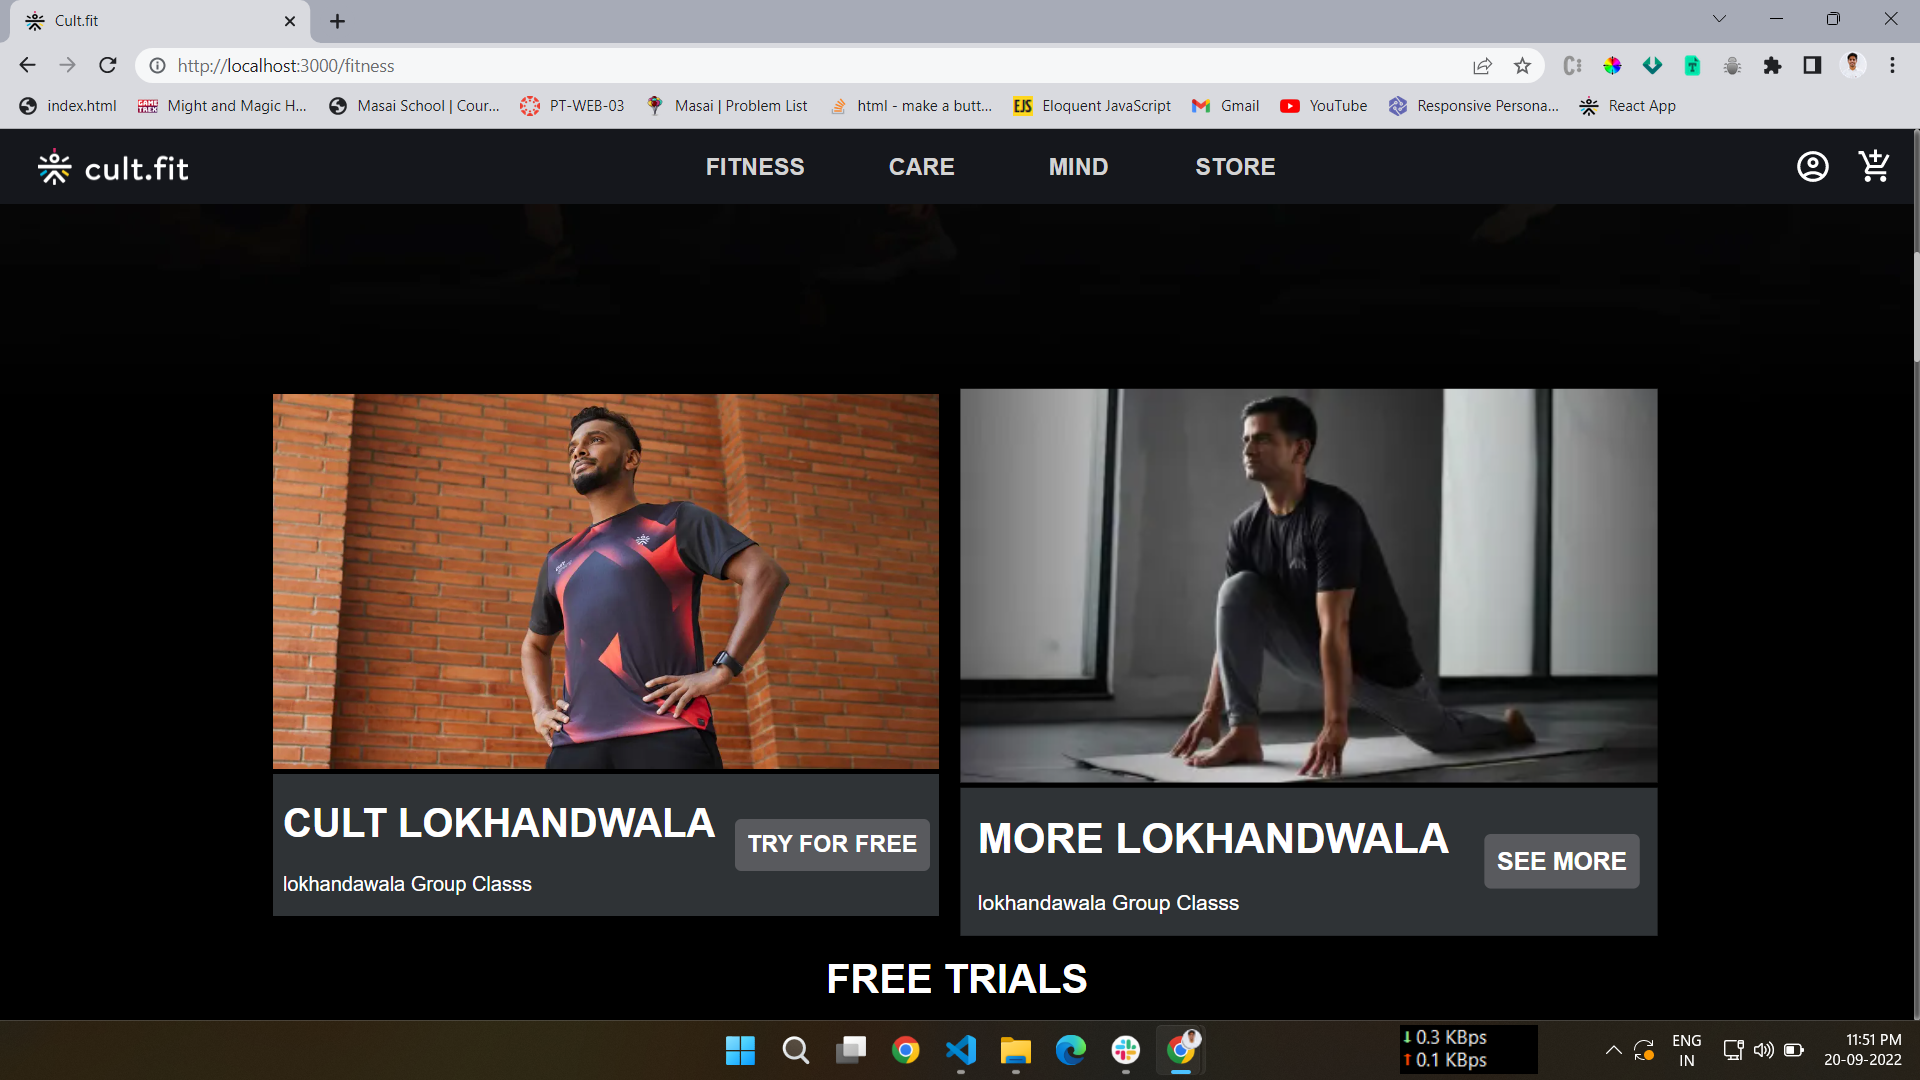 Cult.fit
http://localhost:3000/fitness
index.html
Might and Magic H...
Masai School | Cour...
PT-WEB-03
Masai | Problem List
html - make a butt...
EJS
Eloquent JavaScript
Gmail
YouTube
Responsive Persona...
React App
cult.fit
FITNESS
CARE
MIND
STORE
CULT LOKHANDWALA
TRY FOR FREE
lokhandawala Group Classs
MORE LOKHANDWALA
SEE MORE
lokhandawala Group Classs
FREE TRIALS
0.3 KBps
0.1 KBps
ENG
IN
11:51 PM
20-09-2022